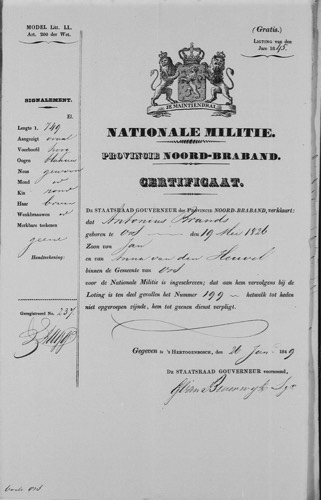 MODEL Litt. LL.
Art. 200 der Wet.
(Gratis.)
LIGTING van den
Jare 1845.
JE MAINTIENDRAI
SIGNALEMENT.
El.
Lengte 1. 749
Aangezigt ovaal
Voorhoofd hoog
Oogen blaauw
Neus gewoon
Mond id
Kin rond
Haar bruin
Wenkbraauwen id
Merkbare teekenen
geene
Handteekening:
Geregistreerd No. 237
NATIONALE MILITIE.
PROVINCIE NOORD-BRABAND.
CERTIFICAAT.
DE STAATSRAAD GOUVERNEUR der Provincie NOORD-BRABAND, verklaart:
dat Antonius Brands
geboren te Oss den 19 1826
Zoon van Jan
en van Anna van den Heuvel
binnen de Gemeente van Oss
voor de Nationale Militie is ingeschreven; dat aan hem vervolgens bij de
Loting is ten deel gevallen het Nummer 199 hetwelk tot heden
niet opgeroepen zijnde, hem tot geenen dienst verpligt.
Gegeven te 's HERTOGENBOSCH, den 1849
DE STAATSRAAD GOUVERNEUR voornoemd,